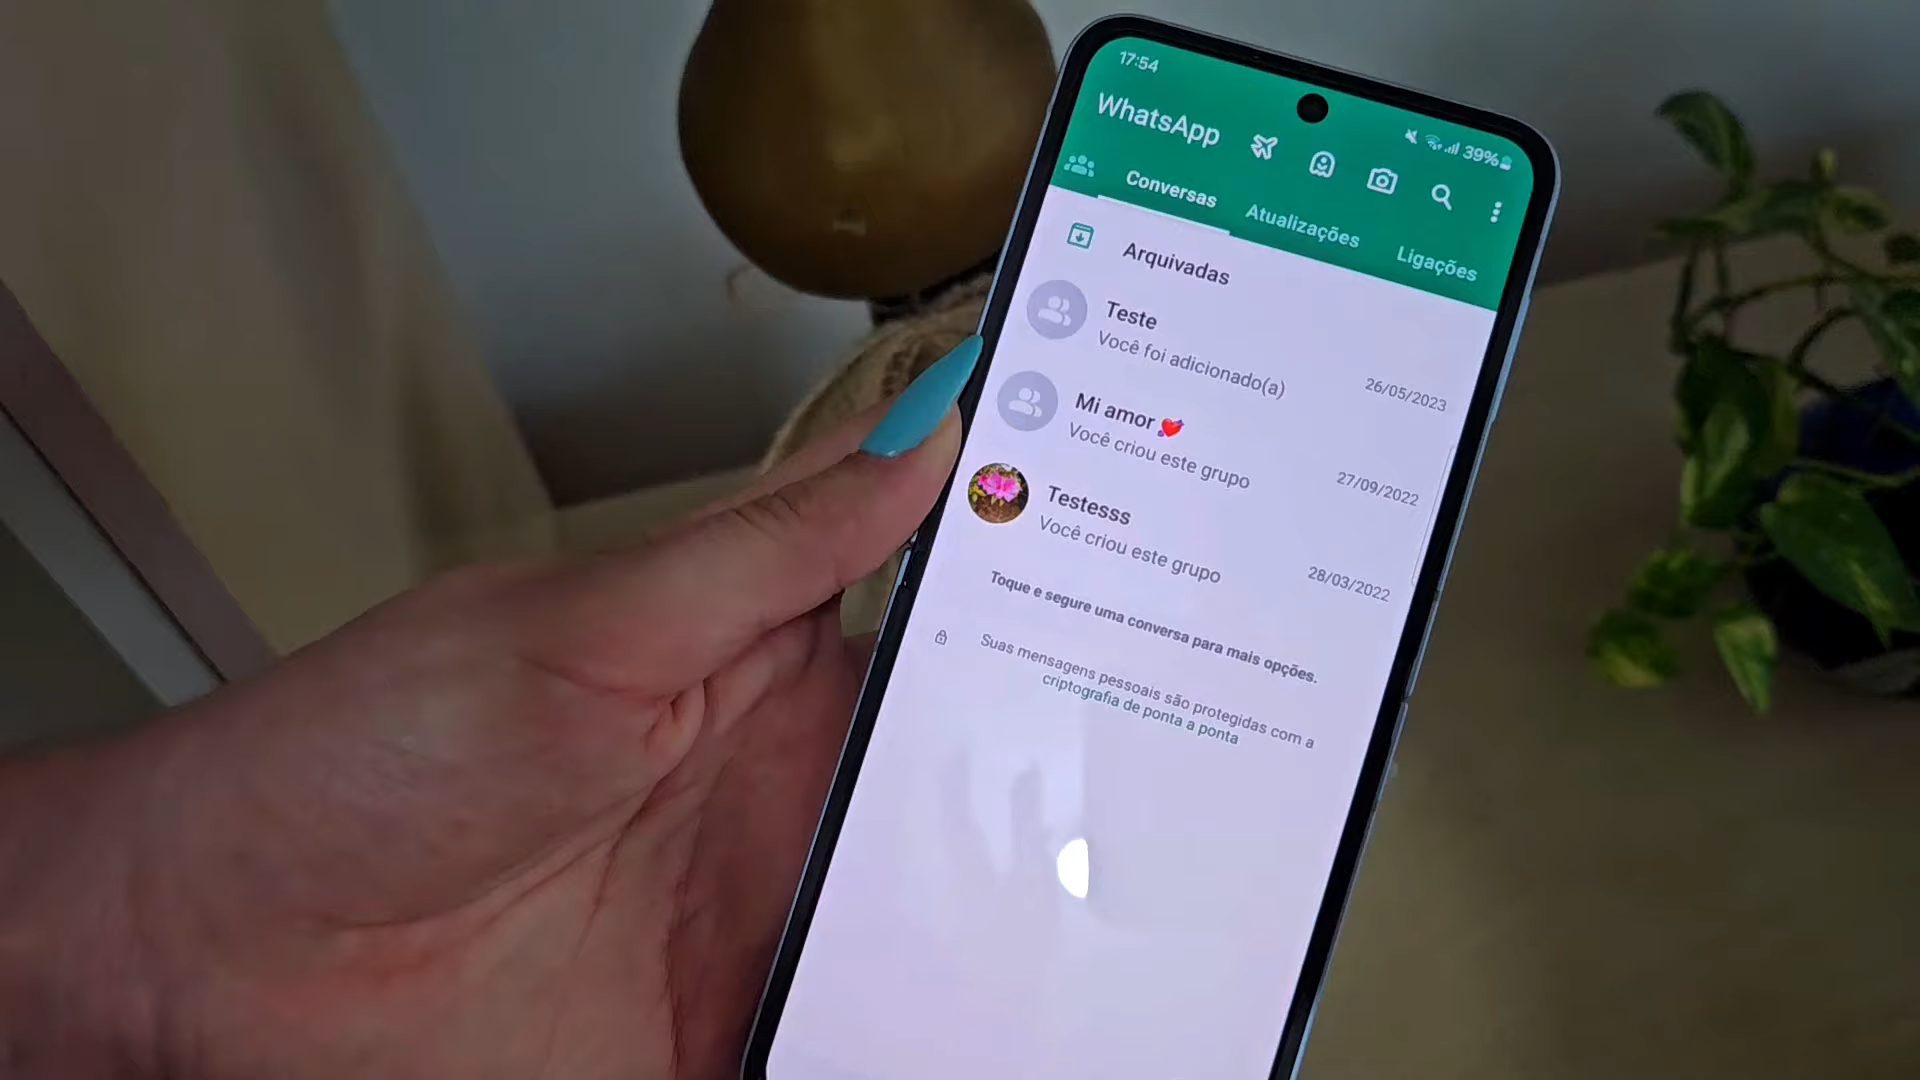 17:54
39%
WhatsApp
Conversas
Atualizações
Ligações
Arquivadas
Teste
Você foi adicionado(a)
26/05/2023
Mi amor 💘
Você criou este grupo
27/09/2022
Testesss
Você criou este grupo
28/03/2022
Toque e segure uma conversa para mais opções.
Suas mensagens pessoais são protegidas com a
criptografia de ponta a ponta